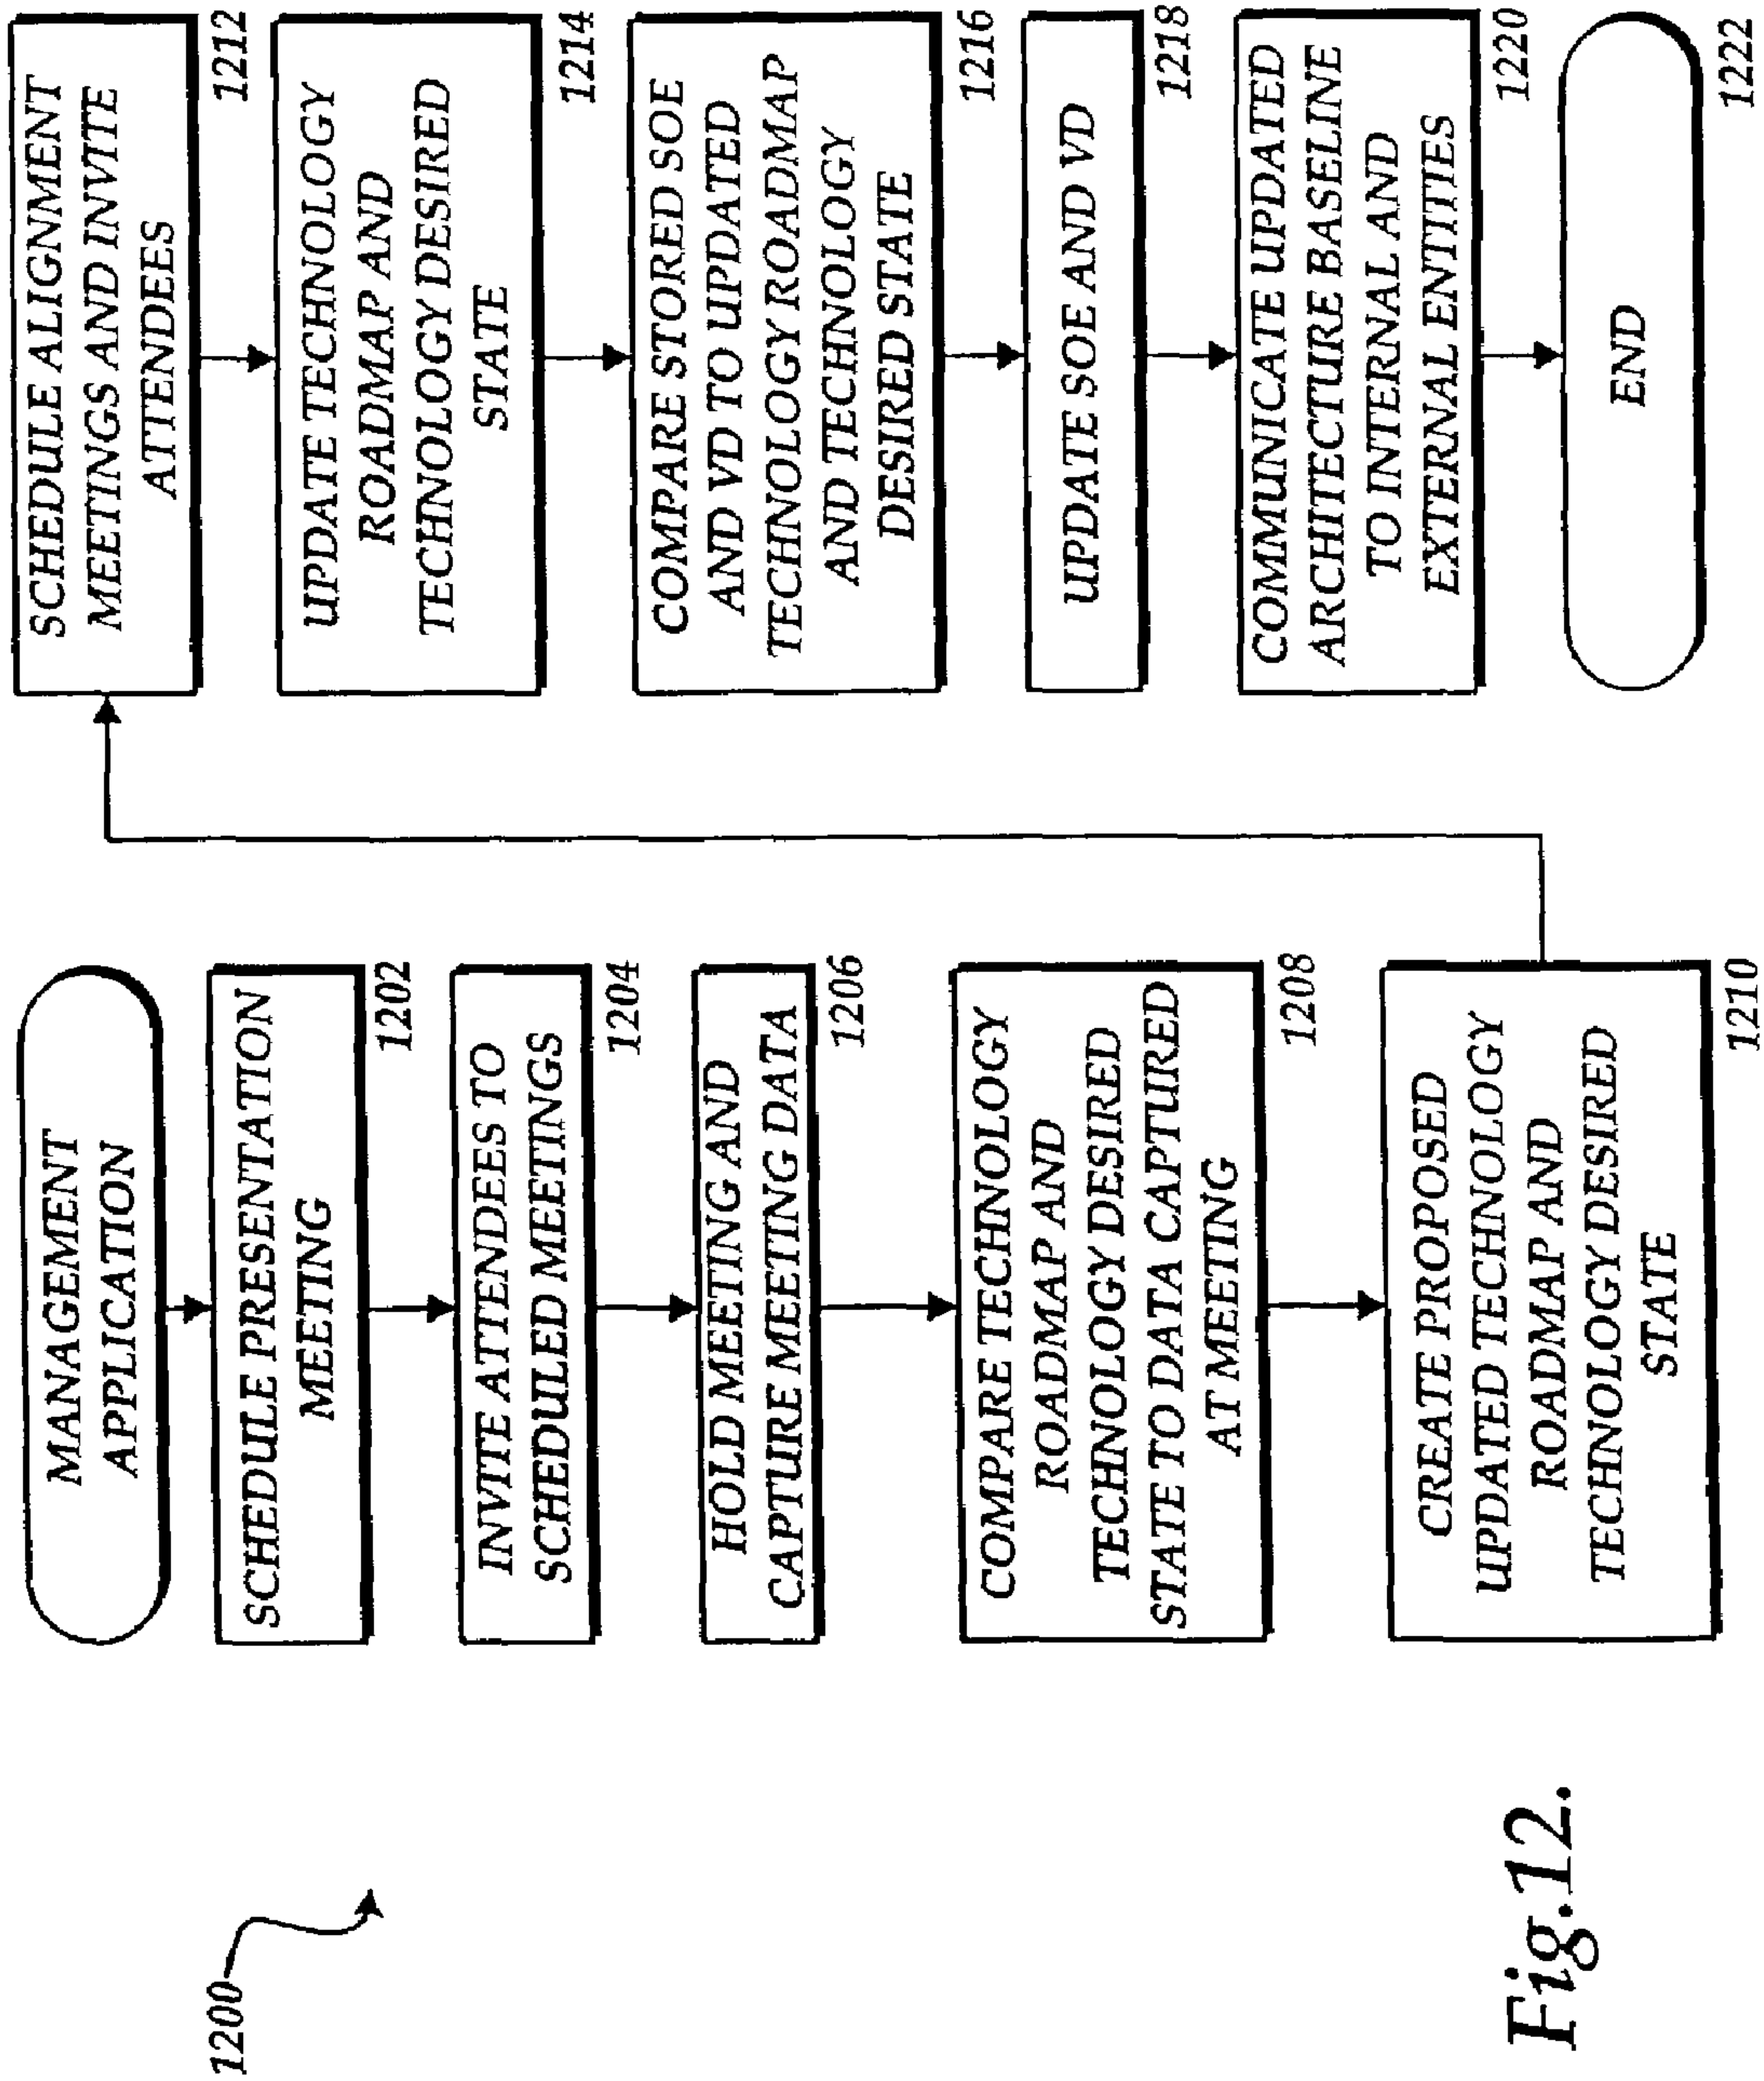 1200
MANAGEMENT
APPLICATION
SCHEDULE PRESENTATION
MEETING
1202
INVITE ATTENDEES TO
SCHEDULED MEETINGS
1204
HOLD MEETING AND
CAPTURE MEETING DATA
1206
COMPARE TECHNOLOGY
ROADMAP AND
TECHNOLOGY DESIRED
STATE TO DATA CAPTURED
AT MEETING
1208
CREATE PROPOSED
UPDATED TECHNOLOGY
ROADMAP AND
TECHNOLOGY DESIRED
STATE
1210
SCHEDULE ALIGNMENT
MEETINGS AND INVITE
ATTENDEES
1212
UPDATE TECHNOLOGY
ROADMAP AND
TECHNOLOGY DESIRED
STATE
1214
COMPARE STORED SOE
AND VD TO UPDATED
TECHNOLOGY ROADMAP
AND TECHNOLOGY
DESIRED STATE
1216
UPDATE SOE AND VD
1218
COMMUNICATE UPDATED
ARCHITECTURE BASELINE
TO INTERNAL AND
EXTERNAL ENTITIES
1220
END
1222
Fig.12.